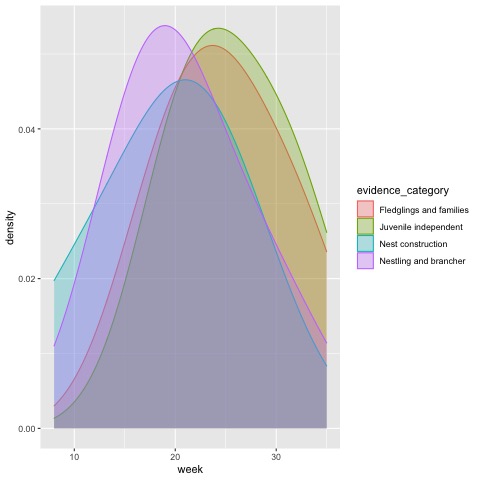 density
0.04
0.02
0.00
10
20
30
week
evidence_category
Fledglings and families
Juvenile independent
Nest construction
Nestling and brancher